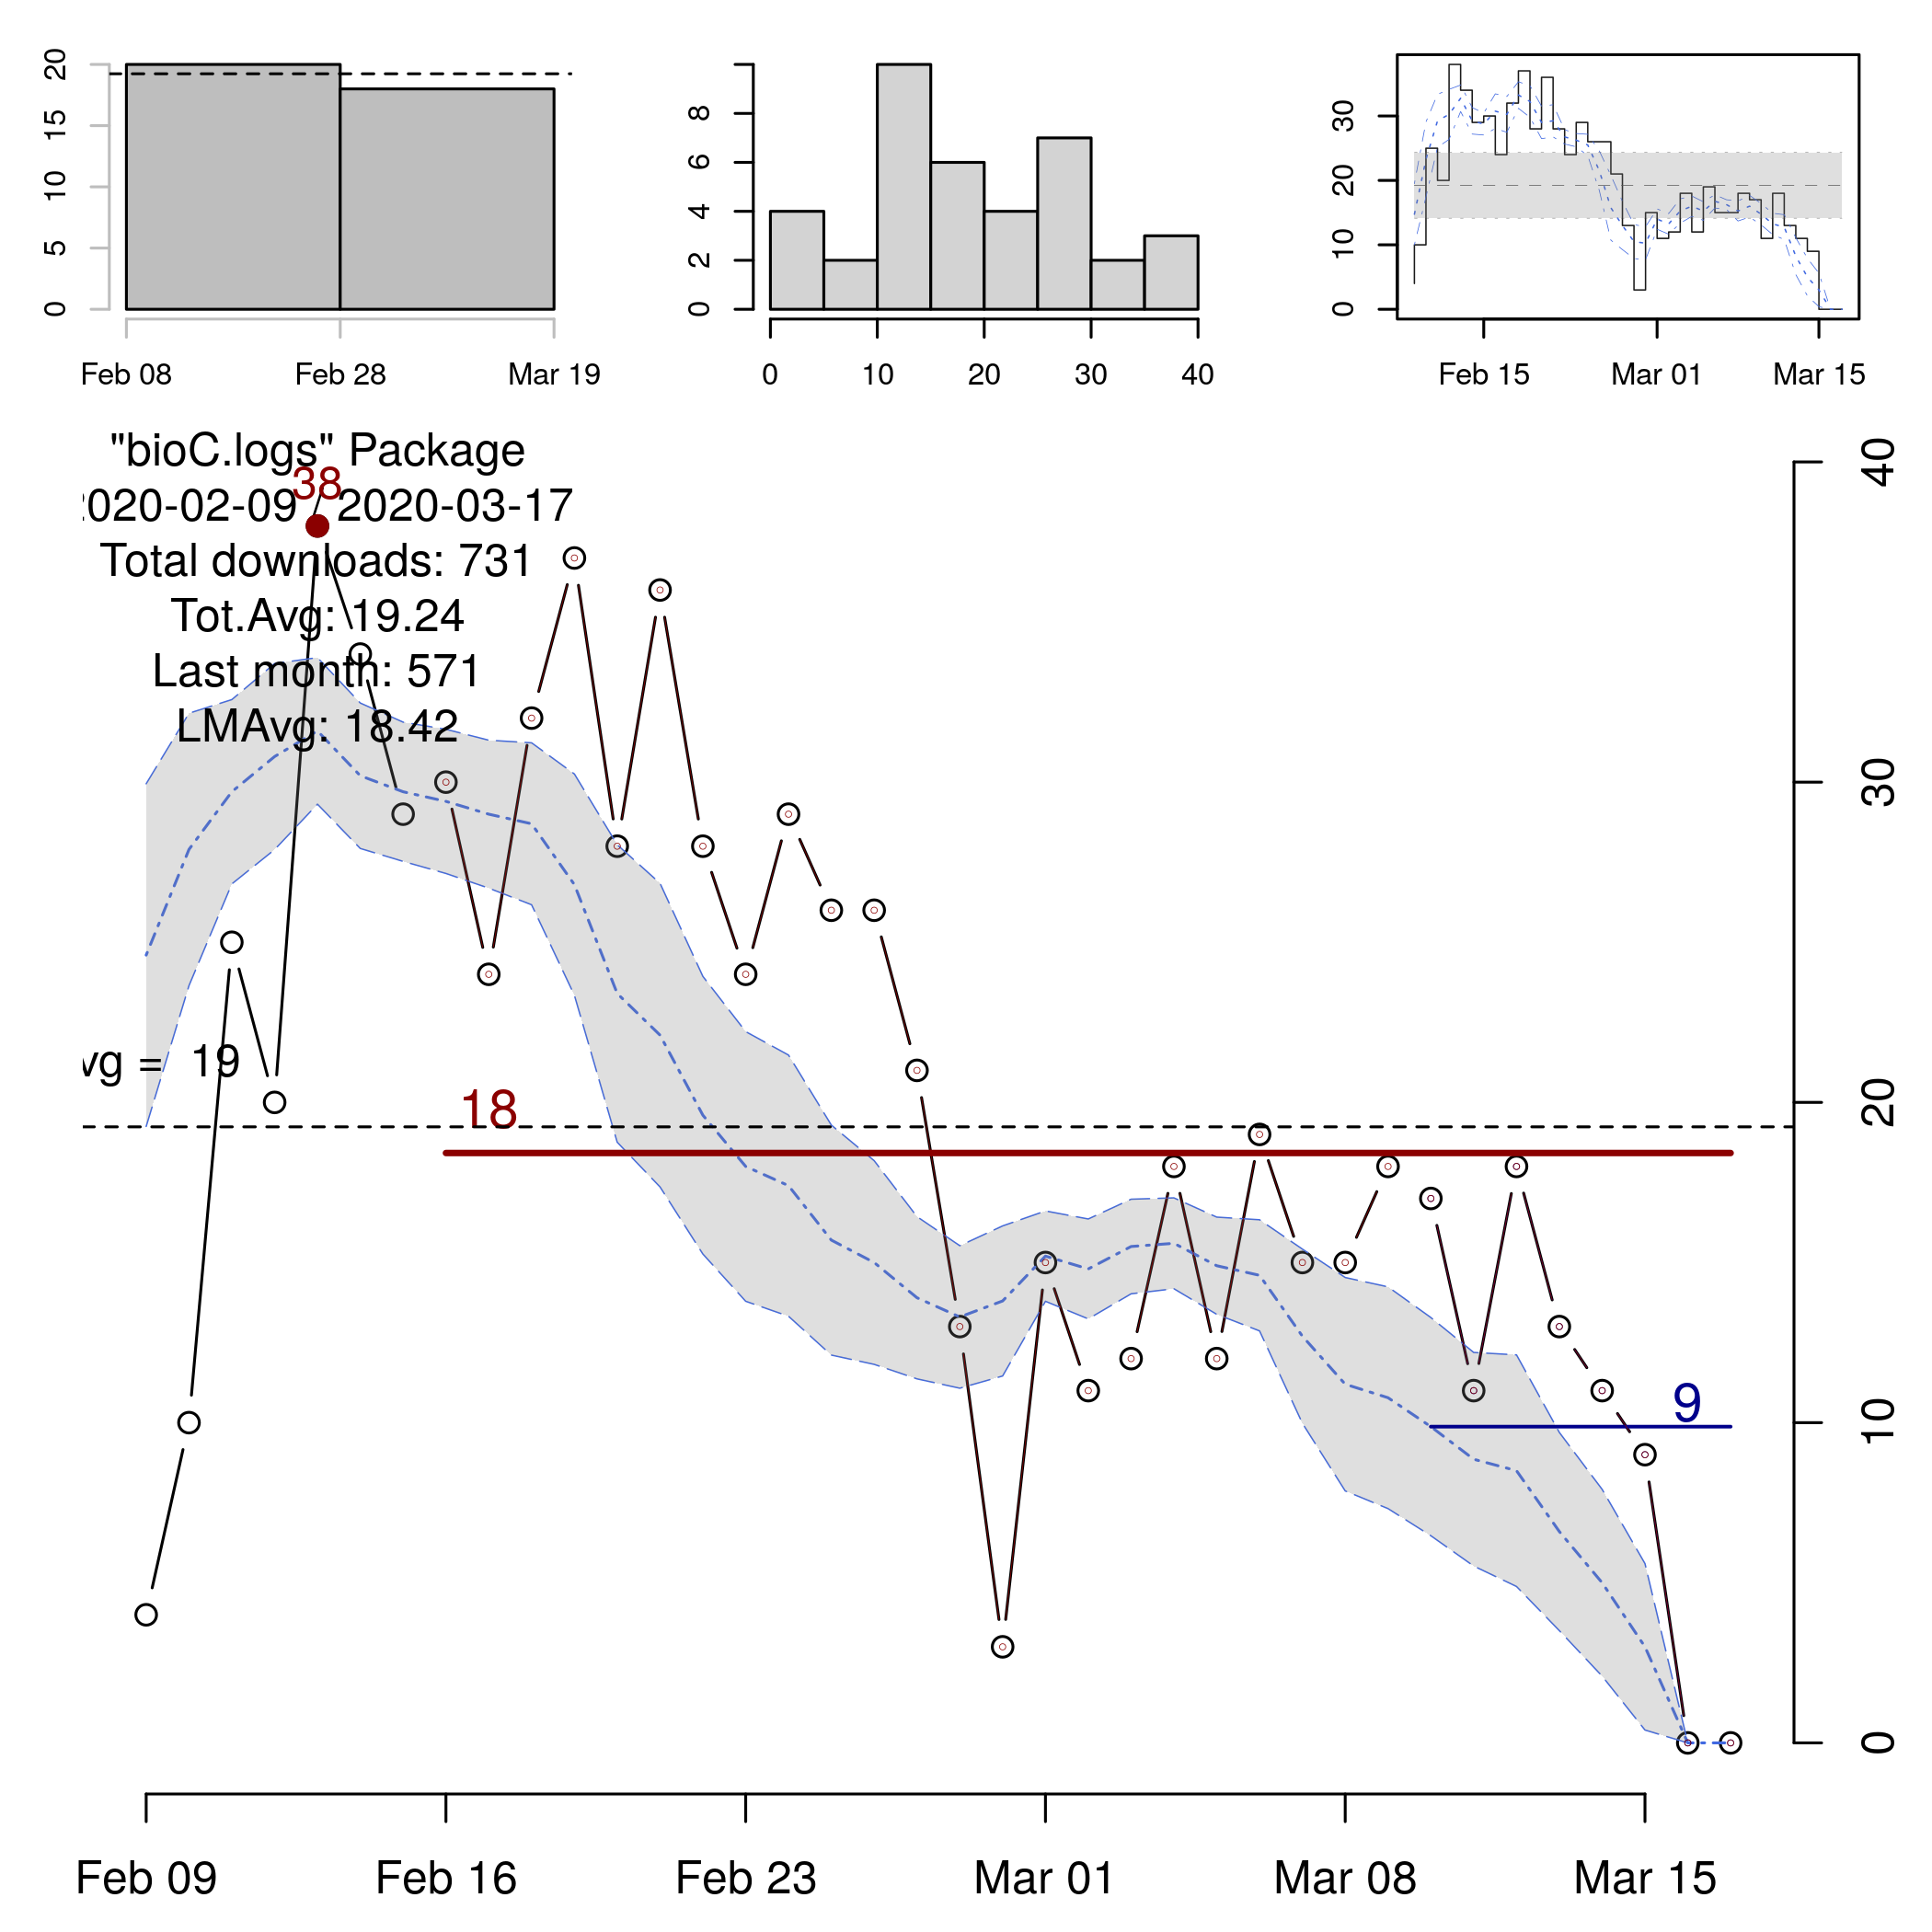 20
15
10
5
0
Feb 08 Feb 28 Mar 19
8
6
4
2
0
0 10 20 30 40
30
20
10
0
Feb 15 Mar 01 Mar 15
"bioC.logs" Package
38
2020-02-09 2020-03-17
Total downloads: 731
Tot.Avg: 19.24
Last month: 571
LMAvg: 18.42
vg = 19
18
9
40
30
20
10
0
Feb 09 Feb 16 Feb 23 Mar 01 Mar 08 Mar 15